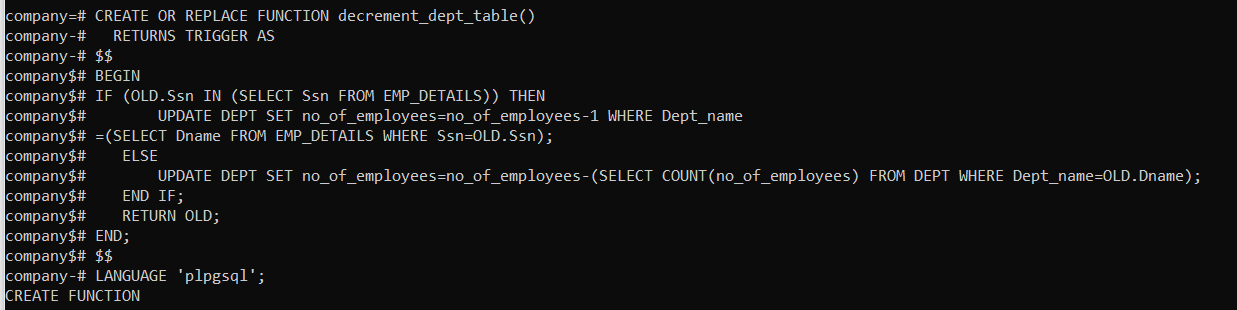 company=# CREATE OR REPLACE FUNCTION decrement_dept_table()
company-#   RETURNS TRIGGER AS
company-# $$
company$# BEGIN
company$# IF (OLD.Ssn IN (SELECT Ssn FROM EMP_DETAILS)) THEN
company$#        UPDATE DEPT SET no_of_employees=no_of_employees-1 WHERE Dept_name
company$# =(SELECT Dname FROM EMP_DETAILS WHERE Ssn=OLD.Ssn);
company$#    ELSE
company$#        UPDATE DEPT SET no_of_employees=no_of_employees-(SELECT COUNT(no_of_employees) FROM DEPT WHERE Dept_name=OLD.Dname);
company$#    END IF;
company$#    RETURN OLD;
company$# END;
company$# $$
company-# LANGUAGE 'plpgsql';
CREATE FUNCTION